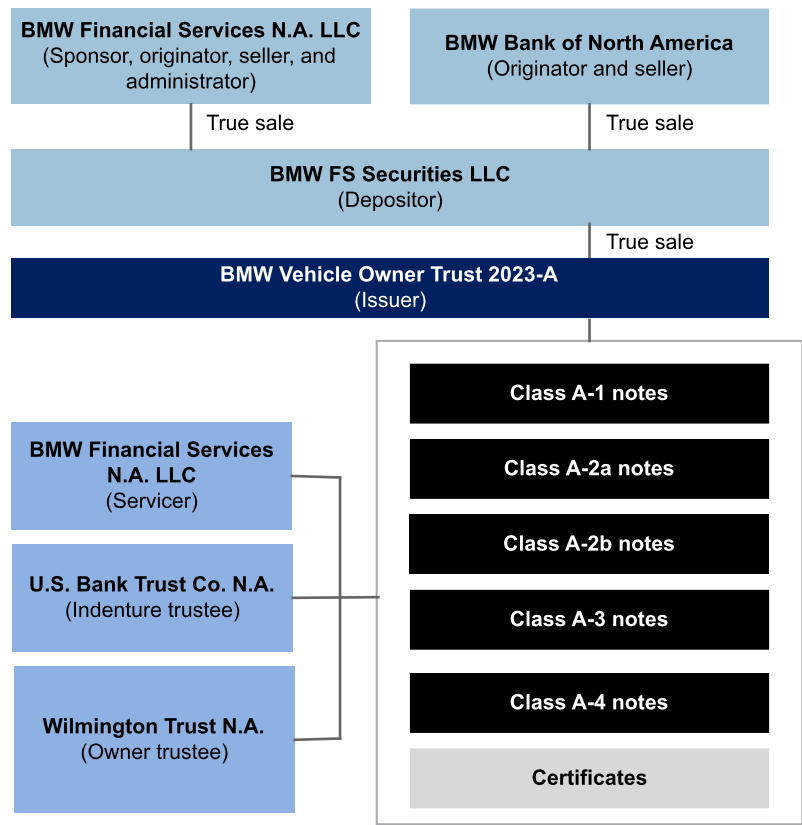 BMW Financial Services N.A. LLC
(Sponsor, originator, seller, and
administrator)
BMW Bank of North America
(Originator and seller)
True sale
True sale
BMW FS Securities LLC
(Depositor)
True sale
BMW Vehicle Owner Trust 2023-A
(Issuer)
Class A-1 notes
Class A-2a notes
Class A-2b notes
Class A-3 notes
Class A-4 notes
Certificates
BMW Financial Services
N.A. LLC
(Servicer)
U.S. Bank Trust Co. N.A.
(Indenture trustee)
Wilmington Trust N.A.
(Owner trustee)